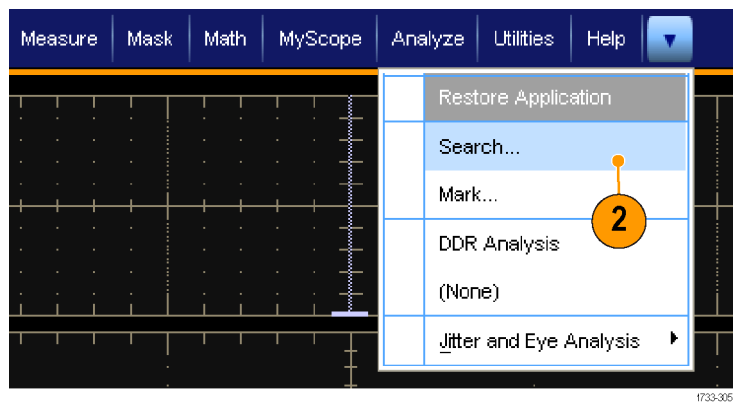 Measure Mask Math MyScope Analyze Utilities Help
Restore Application
Search...
Mark...
2
DDR Analysis
(None)
Jitter and Eye Analysis
1733-305